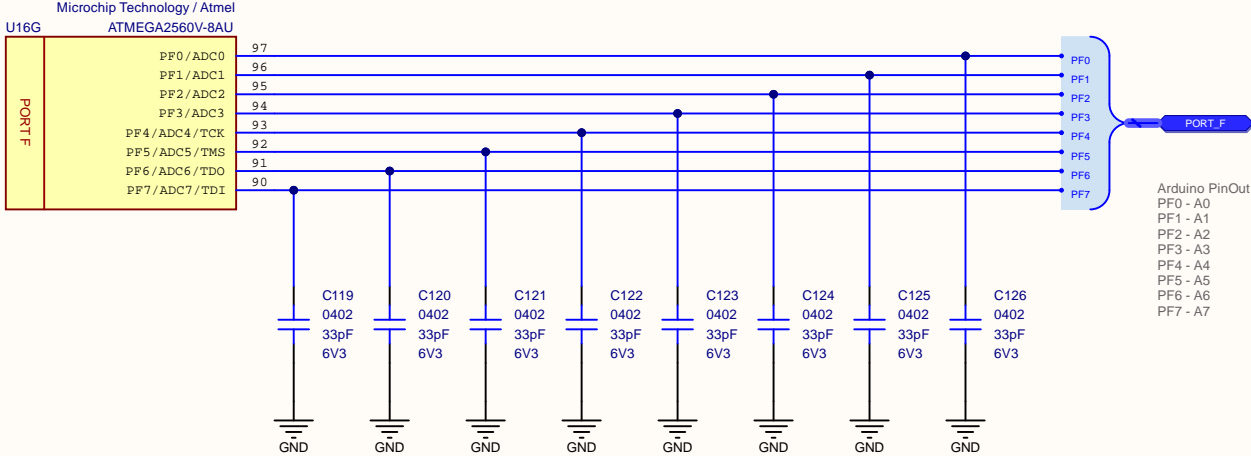 Microchip Technology / Atmel
U16G ATMEGA2560V-8AU
PORT F
PF0/ADC0 97
PF1/ADC1 96
PF2/ADC2 95
PF3/ADC3 94
PF4/ADC4/TCK 93
PF5/ADC5/TMS 92
PF6/ADC6/TDO 91
PF7/ADC7/TDI 90
PF0
PF1
PF2
PF3
PF4
PF5
PF6
PF7
PORT_F
Arduino PinOut
PF0 - A0
PF1 - A1
PF2 - A2
PF3 - A3
PF4 - A4
PF5 - A5
PF6 - A6
PF7 - A7
C119 C120 C121 C122 C123 C124 C125 C126
0402 0402 0402 0402 0402 0402 0402 0402
33pF 33pF 33pF 33pF 33pF 33pF 33pF 33pF
6V3 6V3 6V3 6V3 6V3 6V3 6V3 6V3
GND GND GND GND GND GND GND GND